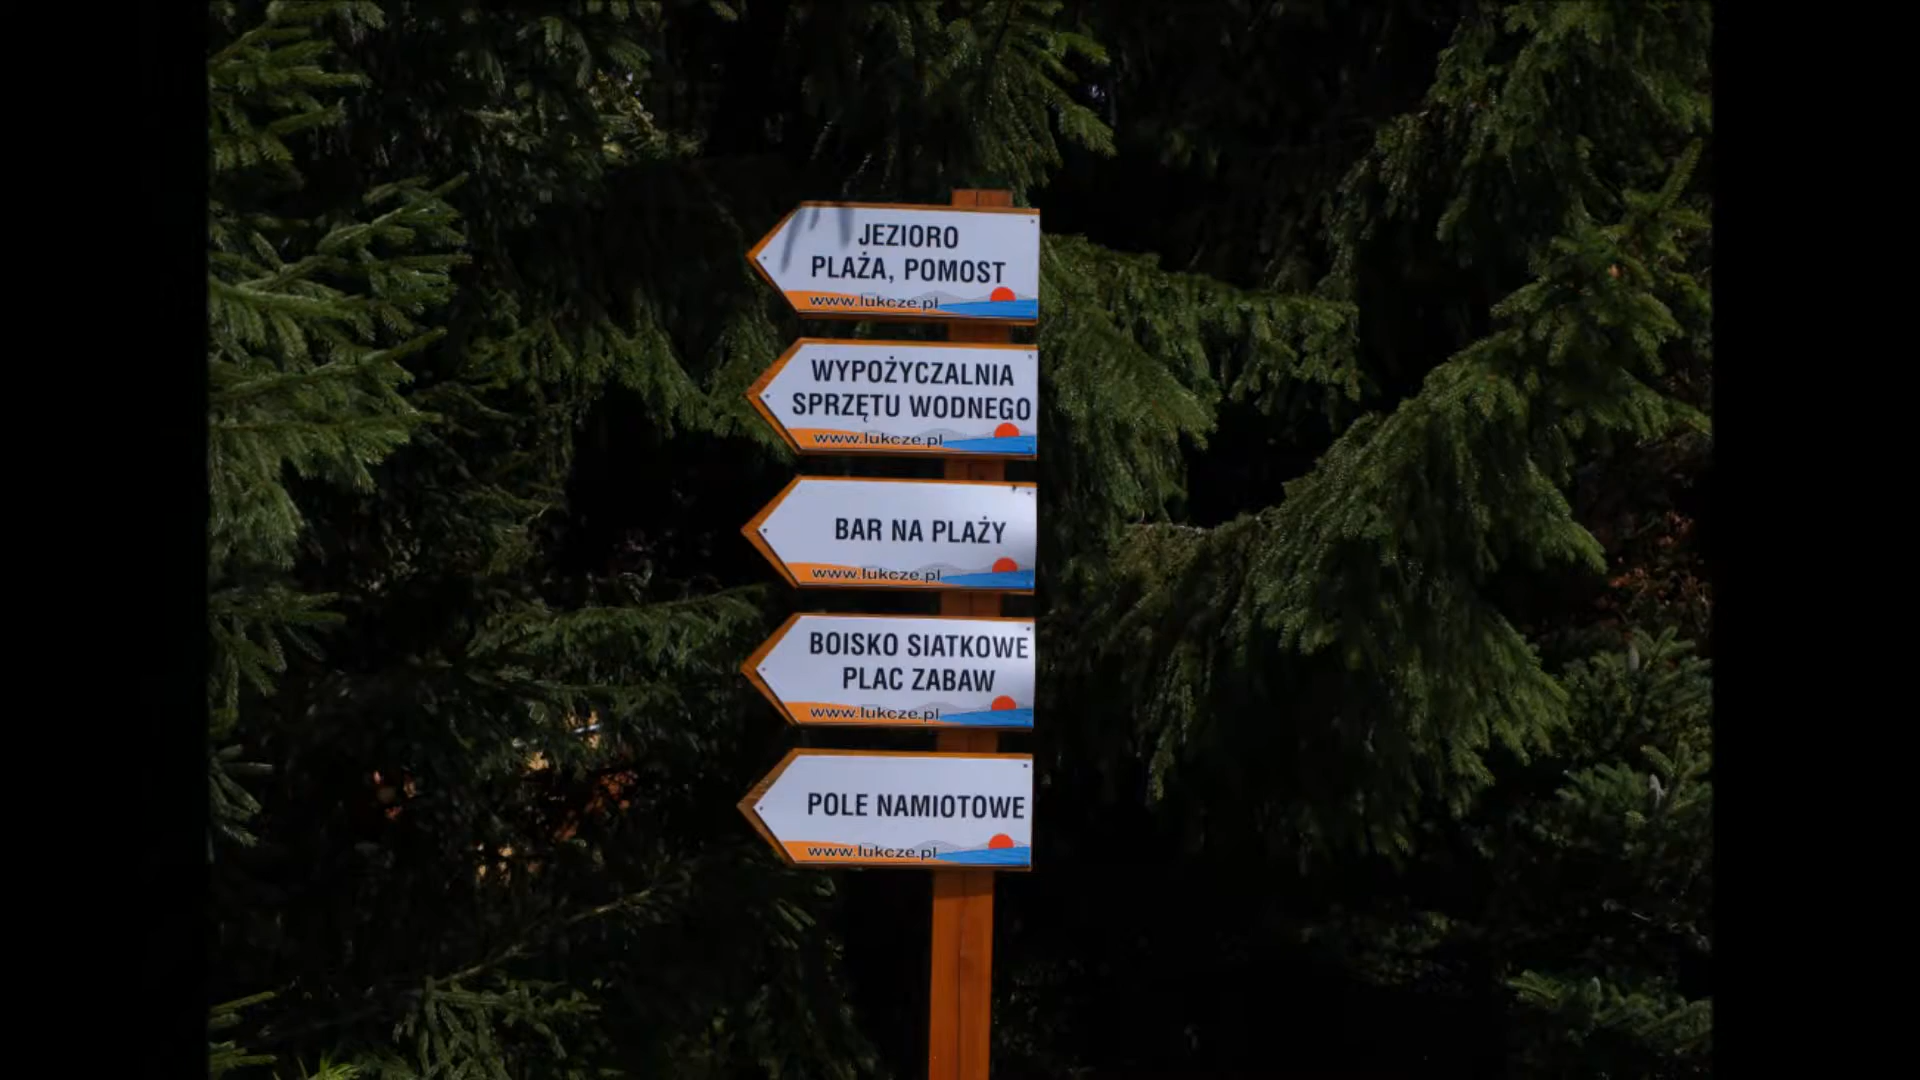 JEZIORO
PLAŻA, POMOST
www.lukcze.pl
WYPOŻYCZALNIA
SPRZĘTU WODNEGO
www.lukcze.pl
BAR NA PLAŻY
www.lukcze.pl
BOISKO SIATKOWE
PLAC ZABAW
www.lukcze.pl
POLE NAMIOTOWE
www.lukcze.pl